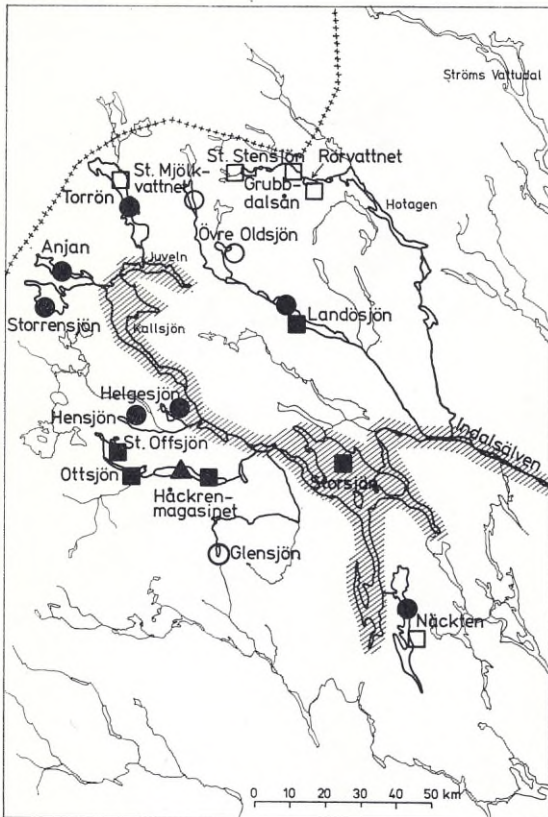 Ströms Vattudal
St. Stensjön
Rörvattnet
St. Mjölk-
vattnet
Grubb-
dalsån
Torrön
Hotagen
Övre Oldsjön
Anjan
Juveln
Storrensjön
Landösjön
Kallsjön
Helgesjön
Hensjön
St. Offsjön
Indalsälven
Ottsjön
Storsjön
Håckren-
magasinet
Glensjön
Näckten
0 10 20 30 40 50 km